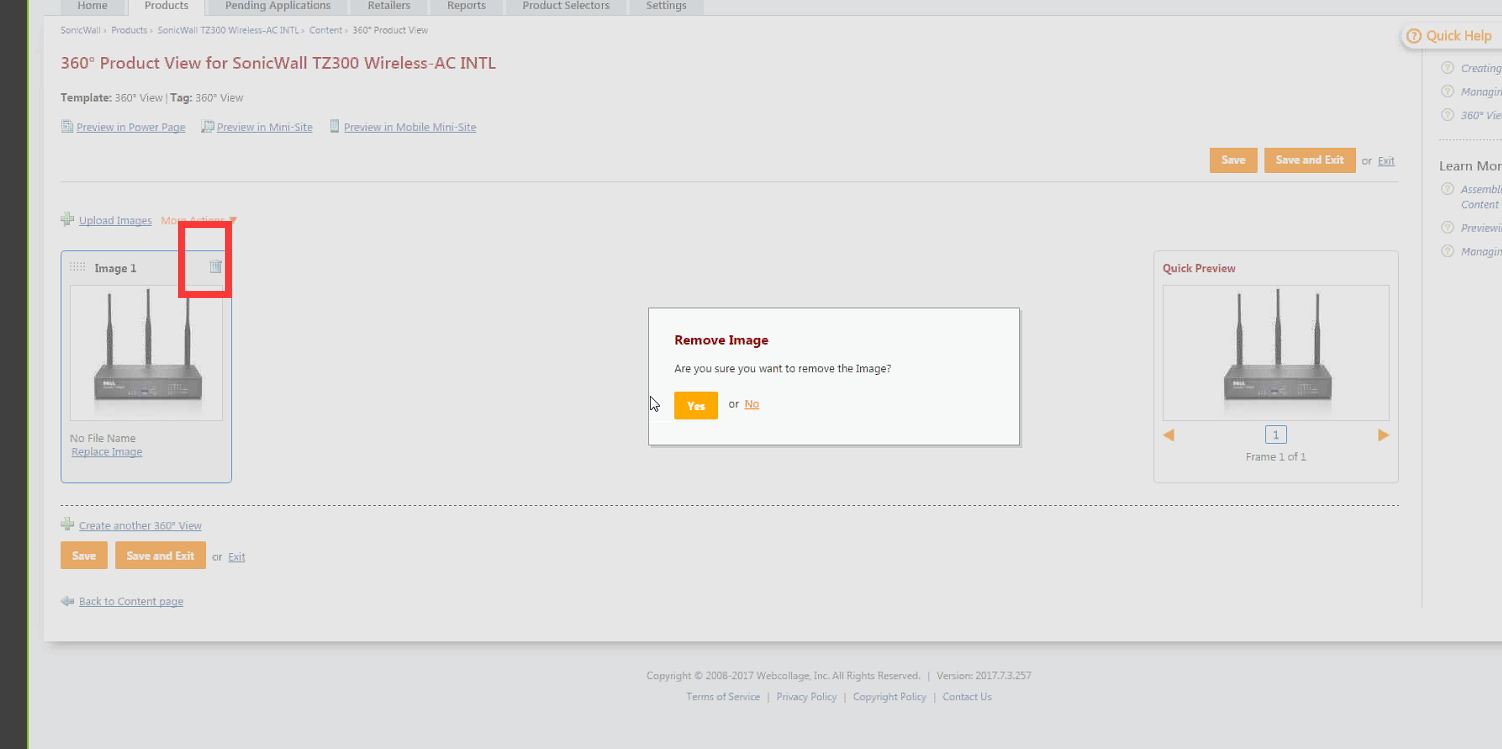 Home Products Pending Applications Retailers Reports Product Selectors Settings
SonicWall › Products › SonicWall TZ300 Wireless-AC INTL › Content › 360° Product View
Quick Help
360° Product View for SonicWall TZ300 Wireless-AC INTL
Creating
Managin
360° Vie
Template: 360° View | Tag: 360° View
Preview in Power Page Preview in Mini-Site Preview in Mobile Mini-Site
Save Save and Exit or Exit
Learn Mor
Assembli
Content
Previewi
Managin
Upload Images More Actions
Image 1
DELL
No File Name
Replace Image
Remove Image
Are you sure you want to remove the Image?
Yes or No
Quick Preview
DELL
1
Frame 1 of 1
Create another 360° View
Save Save and Exit or Exit
Back to Content page
Copyright © 2008-2017 Webcollage, Inc. All Rights Reserved. | Version: 2017.7.3.257
Terms of Service | Privacy Policy | Copyright Policy | Contact Us